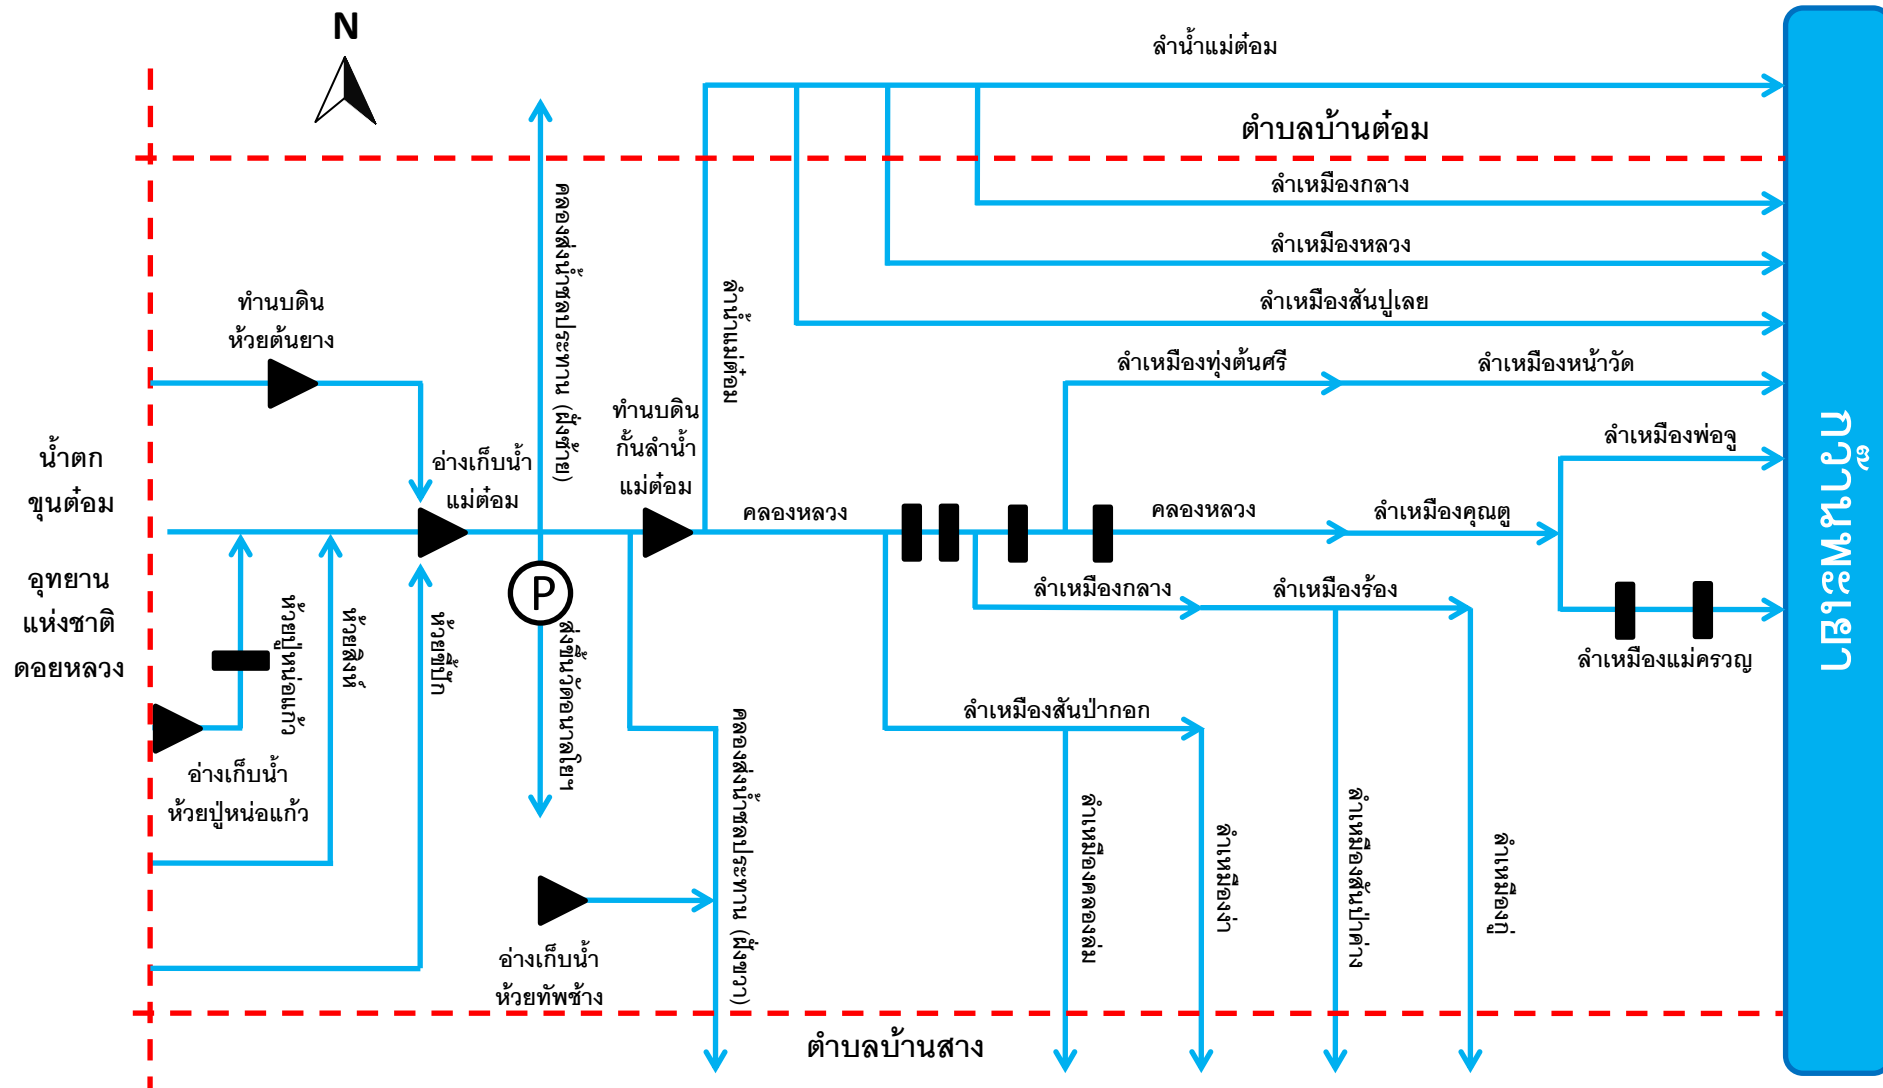 N
ลำน้ำแม่ต๋อม
ตำบลบ้านต๋อม
ลำเหมืองกลาง
ลำเหมืองหลวง
ลำเหมืองสันปูเลย
คลองส่งน้ำชลประทาน (ฝั่งซ้าย)
ลำน้ำแม่ต๋อม
ทำนบดิน
ห้วยต้นยาง
ลำเหมืองทุ่งต้นศรี
ลำเหมืองหน้าวัด
ทำนบดิน
กั้นลำน้ำ
แม่ต๋อม
น้ำตก
ขุนต๋อม
อ่างเก็บน้ำ
แม่ต๋อม
ลำเหมืองพ่อจู
คลองหลวง
คลองหลวง
ลำเหมืองคุณตู
กว๊านพะเยา
อุทยาน
แห่งชาติ
ดอยหลวง
P
ลำเหมืองกลาง
ลำเหมืองร้อง
ห้วยปู่หน่อแก้ว
ห้วยสิงห์
ห้วยขี้ปึ๊ก
ส่งขึ้นวัดอนาลโยฯ
ลำเหมืองแม่ครวญ
ลำเหมืองสันป่ากอก
อ่างเก็บน้ำ
ห้วยปู่หน่อแก้ว
คลองส่งน้ำชลประทาน (ฝั่งขวา)
ลำเหมืองคลองส่ม
ลำเหมืองง่า
ลำเหมืองสันป่าค่าง
ลำเหมืองกู่
อ่างเก็บน้ำ
ห้วยทัพช้าง
ตำบลบ้านสาง